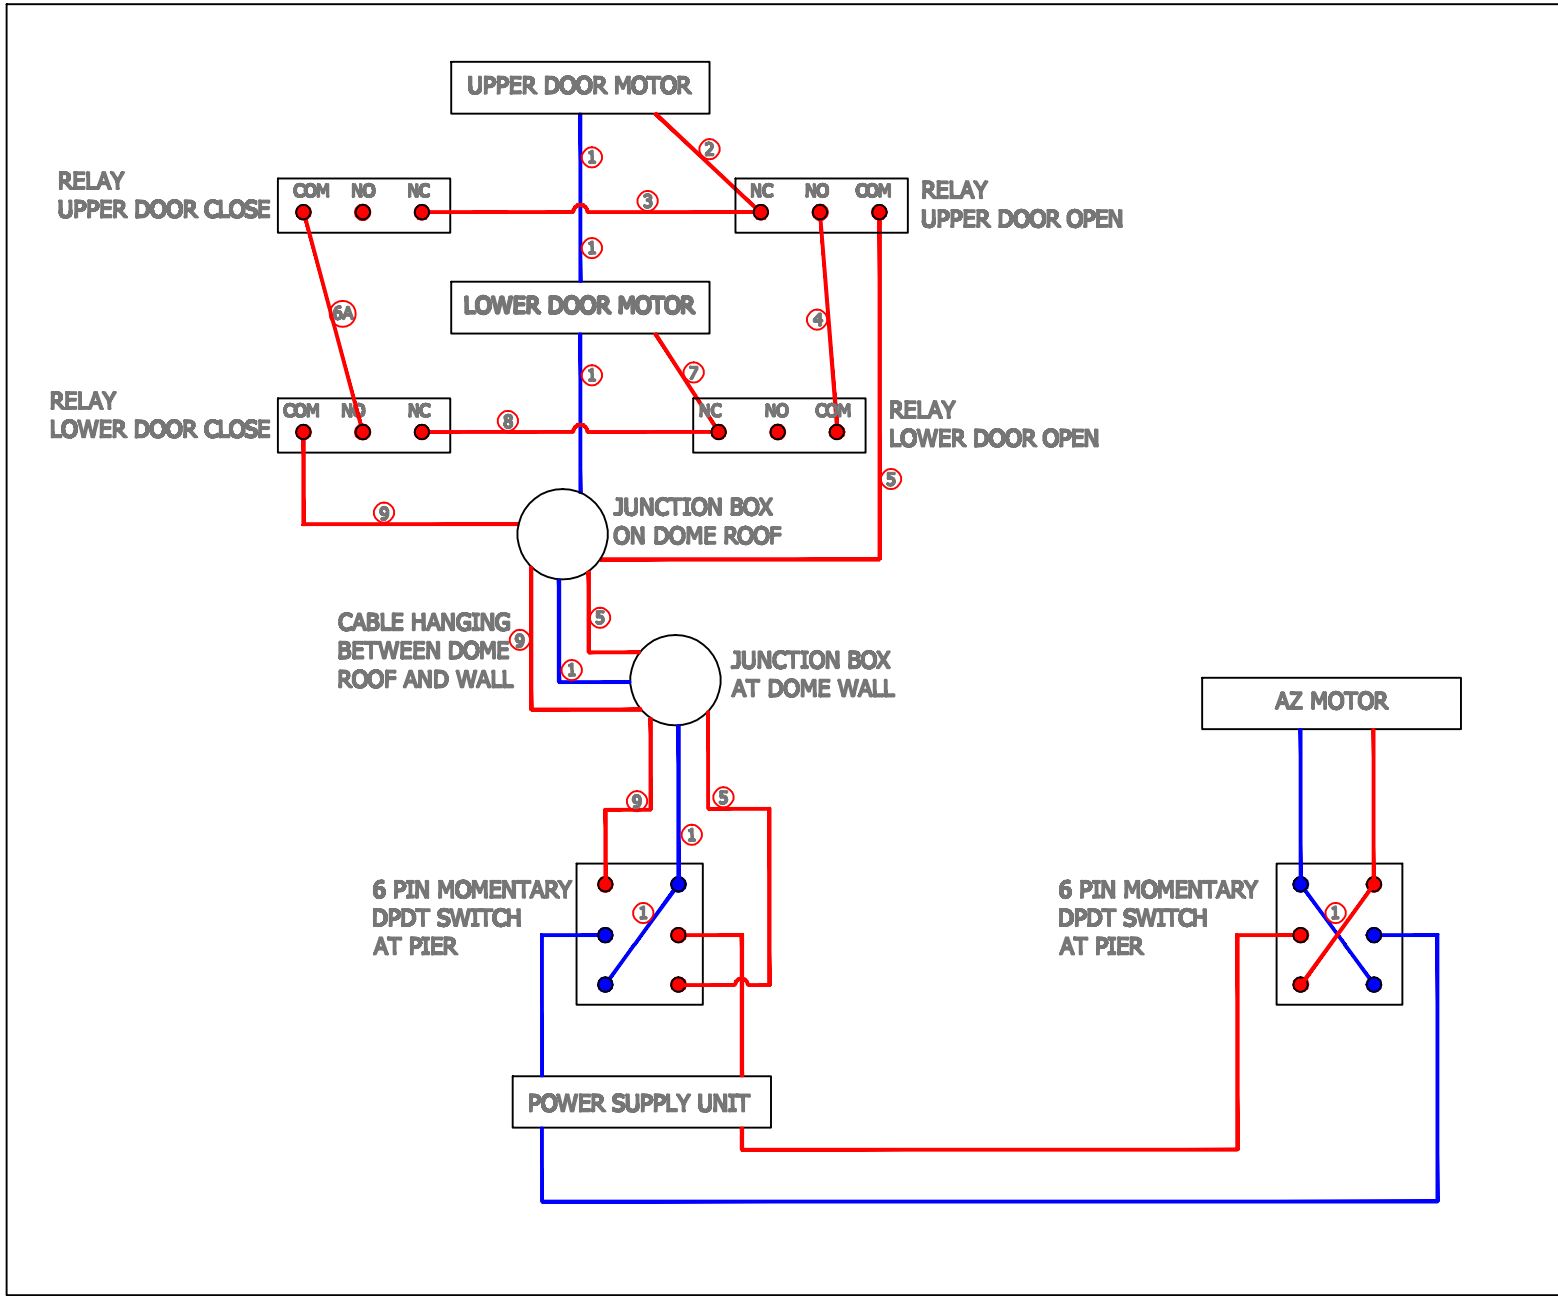 UPPER DOOR MOTOR
1
2
RELAY
UPPER DOOR CLOSE
COM NO NC
3
NC NO COM
RELAY
UPPER DOOR OPEN
1
LOWER DOOR MOTOR
6A
4
1
7
RELAY
LOWER DOOR CLOSE
COM NO NC
8
NC NO COM
RELAY
LOWER DOOR OPEN
5
9
JUNCTION BOX
ON DOME ROOF
CABLE HANGING
BETWEEN DOME
ROOF AND WALL
9
5
1
JUNCTION BOX
AT DOME WALL
AZ MOTOR
9
5
1
6 PIN MOMENTARY
DPDT SWITCH
AT PIER
1
6 PIN MOMENTARY
DPDT SWITCH
AT PIER
1
POWER SUPPLY UNIT